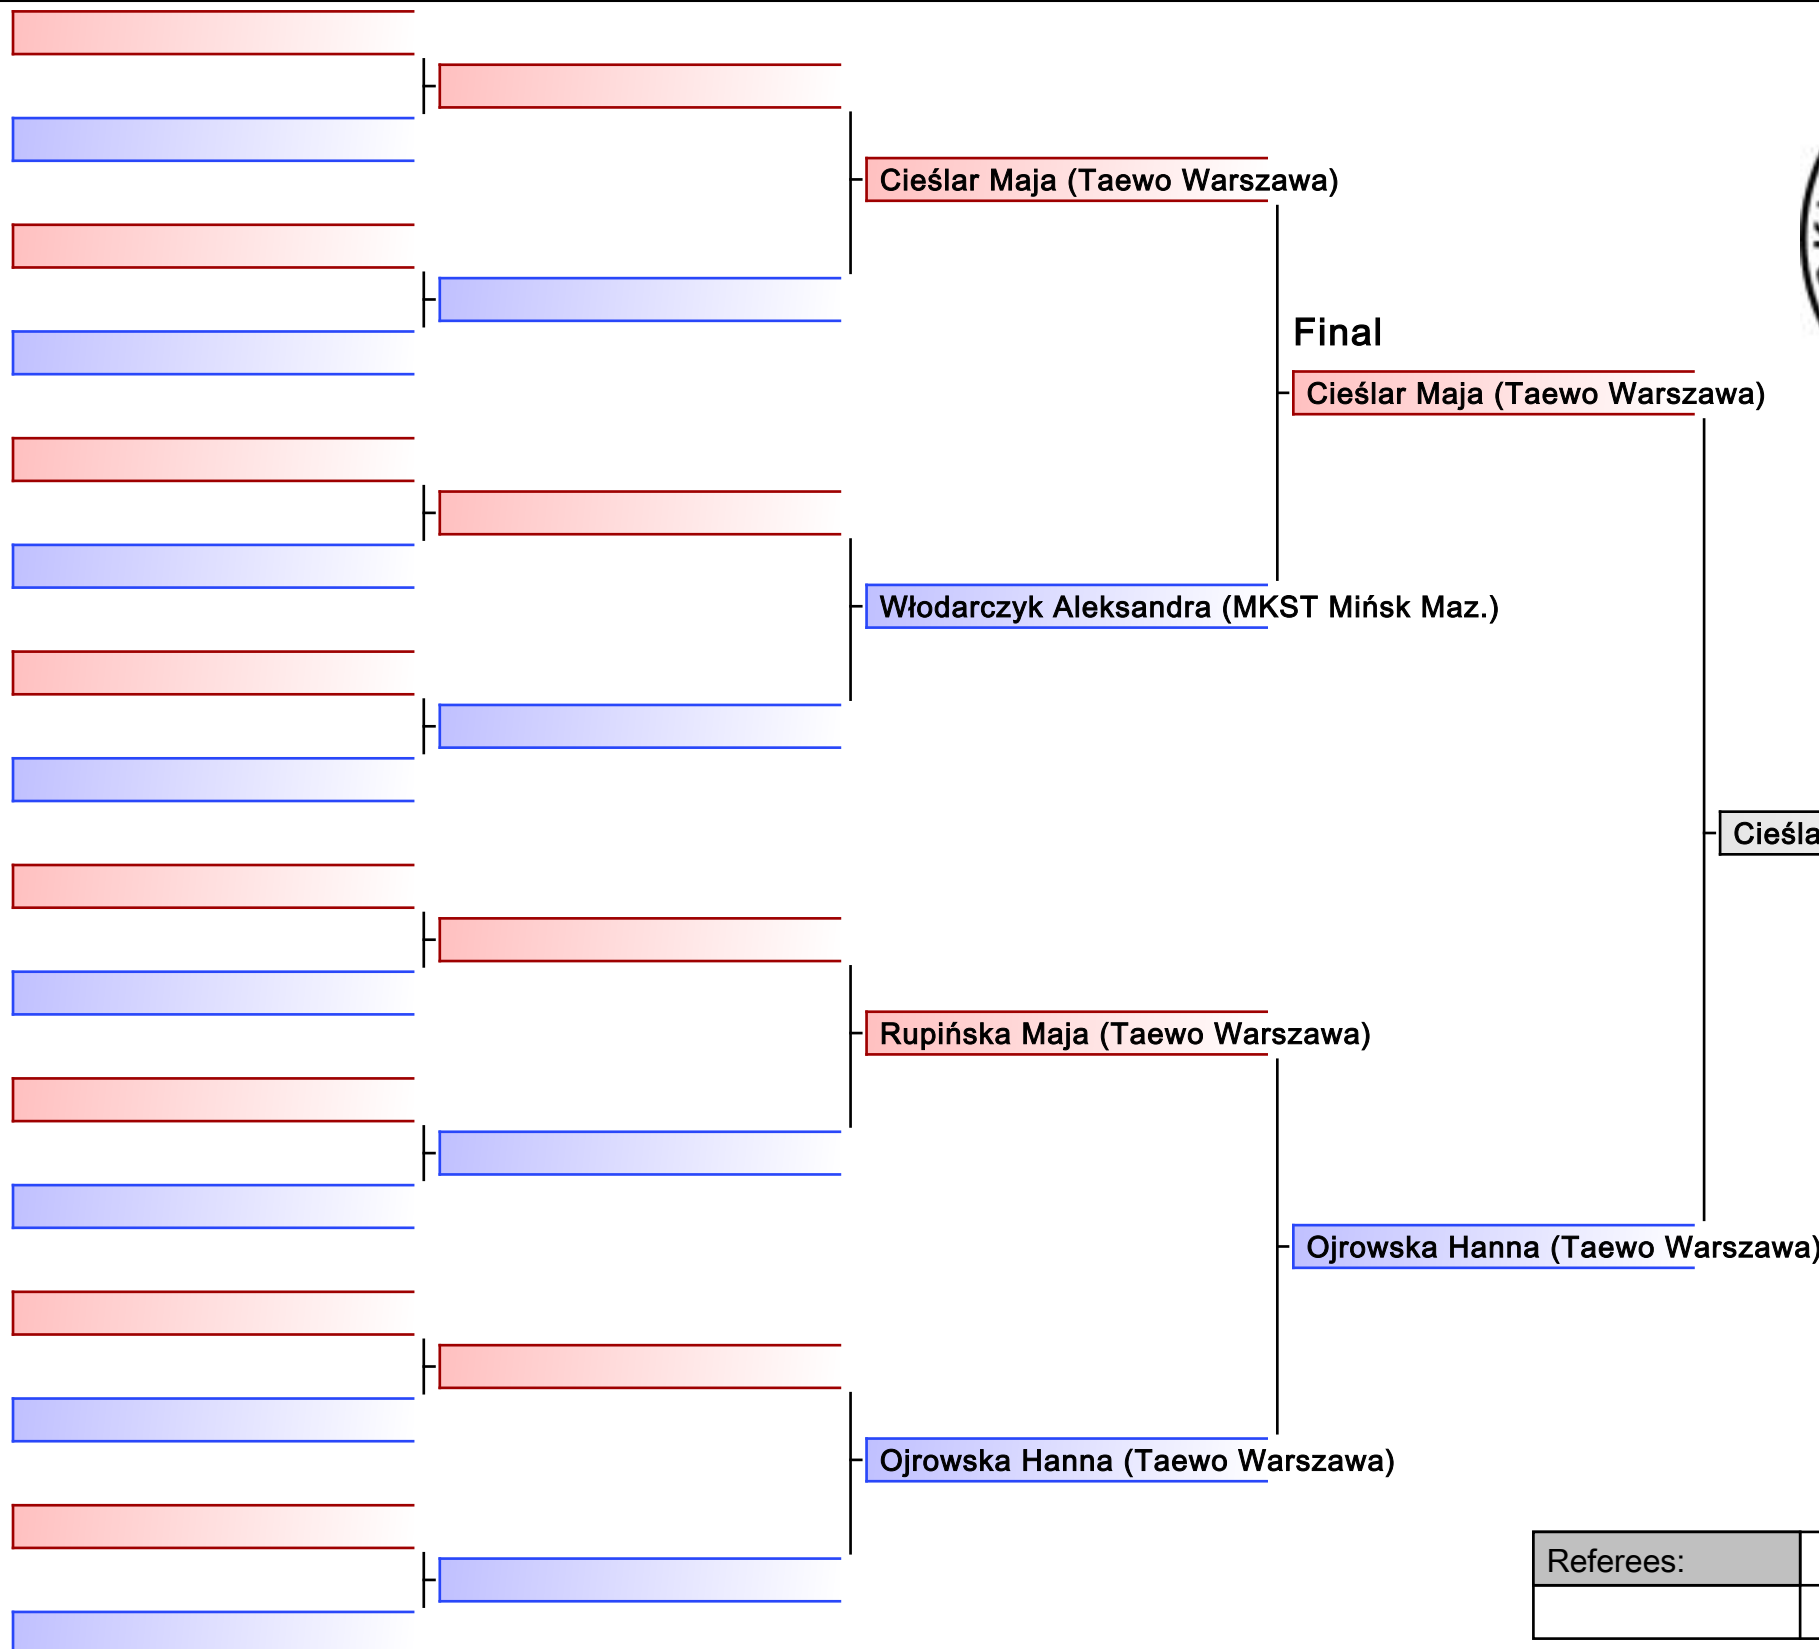 Cieślar Maja (Taewo Warszawa)
Final
Cieślar Maja (Taewo Warszawa)
Włodarczyk Aleksandra (MKST Mińsk Maz.)
Rupińska Maja (Taewo Warszawa)
Ojrowska Hanna (Taewo Warszawa)
Ojrowska Hanna (Taewo Warszawa)
Referees: